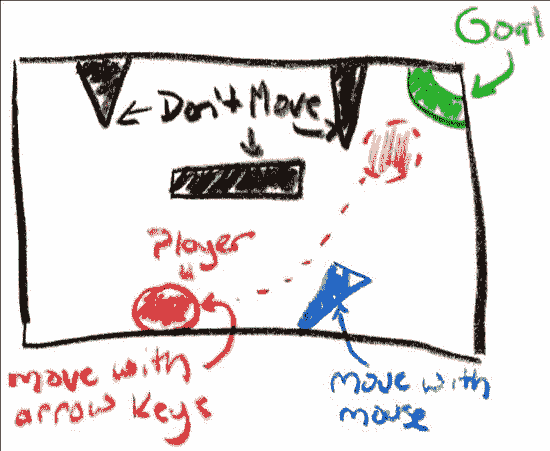 Goal
Don't Move
Player
move with
arrow keys
move with
mouse